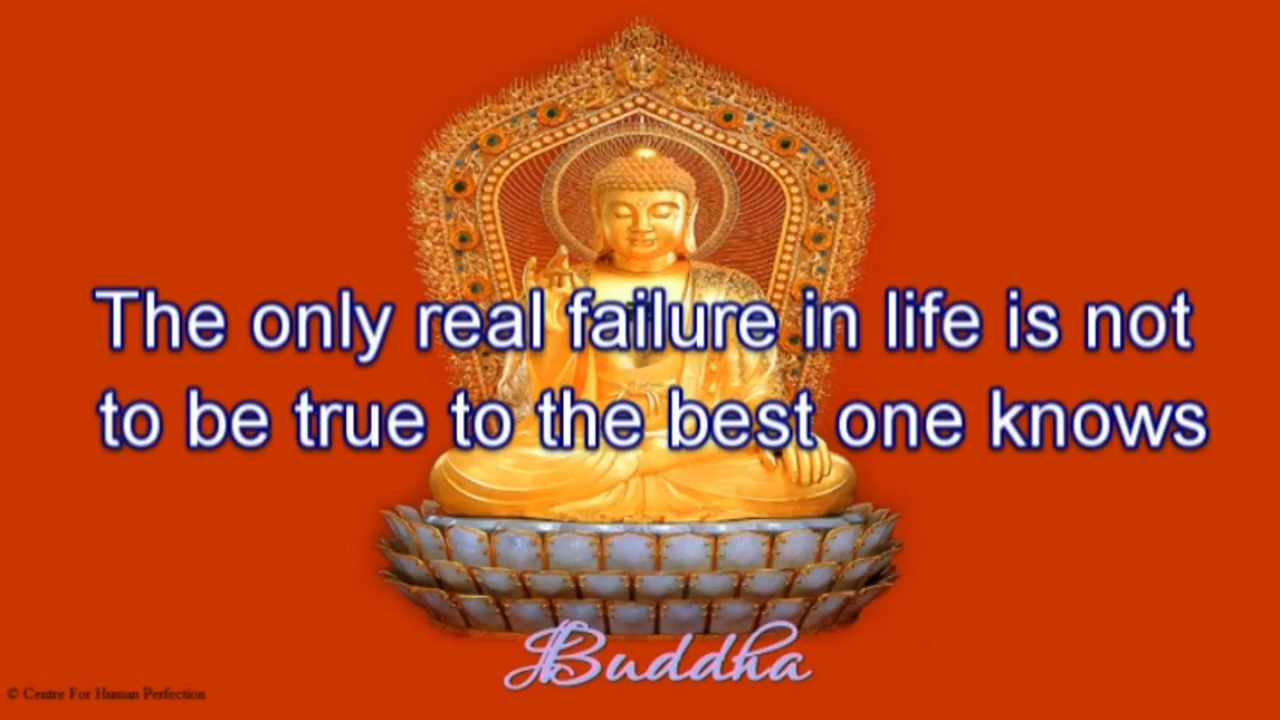 The only real failure in life is not
to be true to the best one knows
Buddha
© Centre For Human Perfection